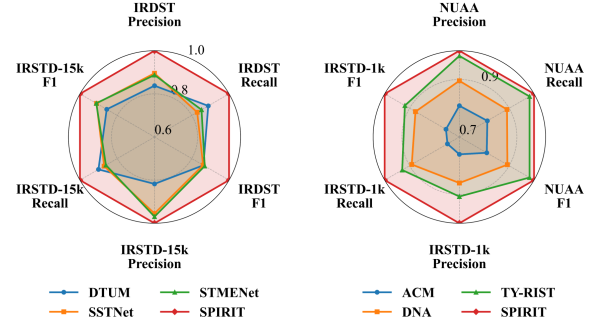 IRDST
Precision
1.0
IRSTD-15k
F1
IRDST
Recall
0.8
0.6
IRSTD-15k
Recall
IRDST
F1
IRSTD-15k
Precision
DTUM
STMENet
SSTNet
SPIRIT
NUAA
Precision
IRSTD-1k
F1
NUAA
Recall
0.9
0.7
IRSTD-1k
Recall
NUAA
F1
IRSTD-1k
Precision
ACM
TY-RIST
DNA
SPIRIT